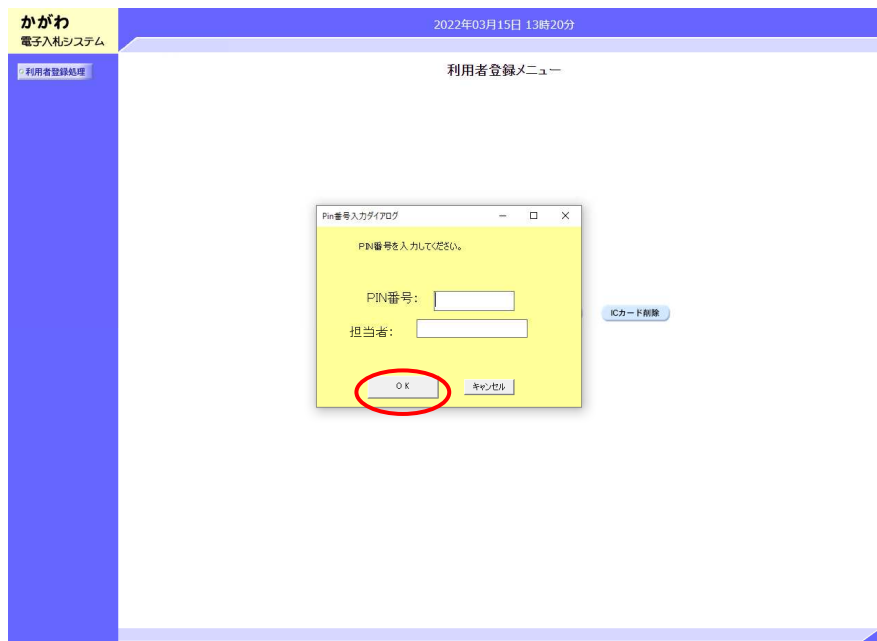 かがわ
電子入札システム
2022年03月15日 13時20分
利用者登録処理
利用者登録メニュー
Pin番号入力ダイアログ
PIN番号を入力してください。
PIN番号：
担当者：
OK
キャンセル
ICカード削除